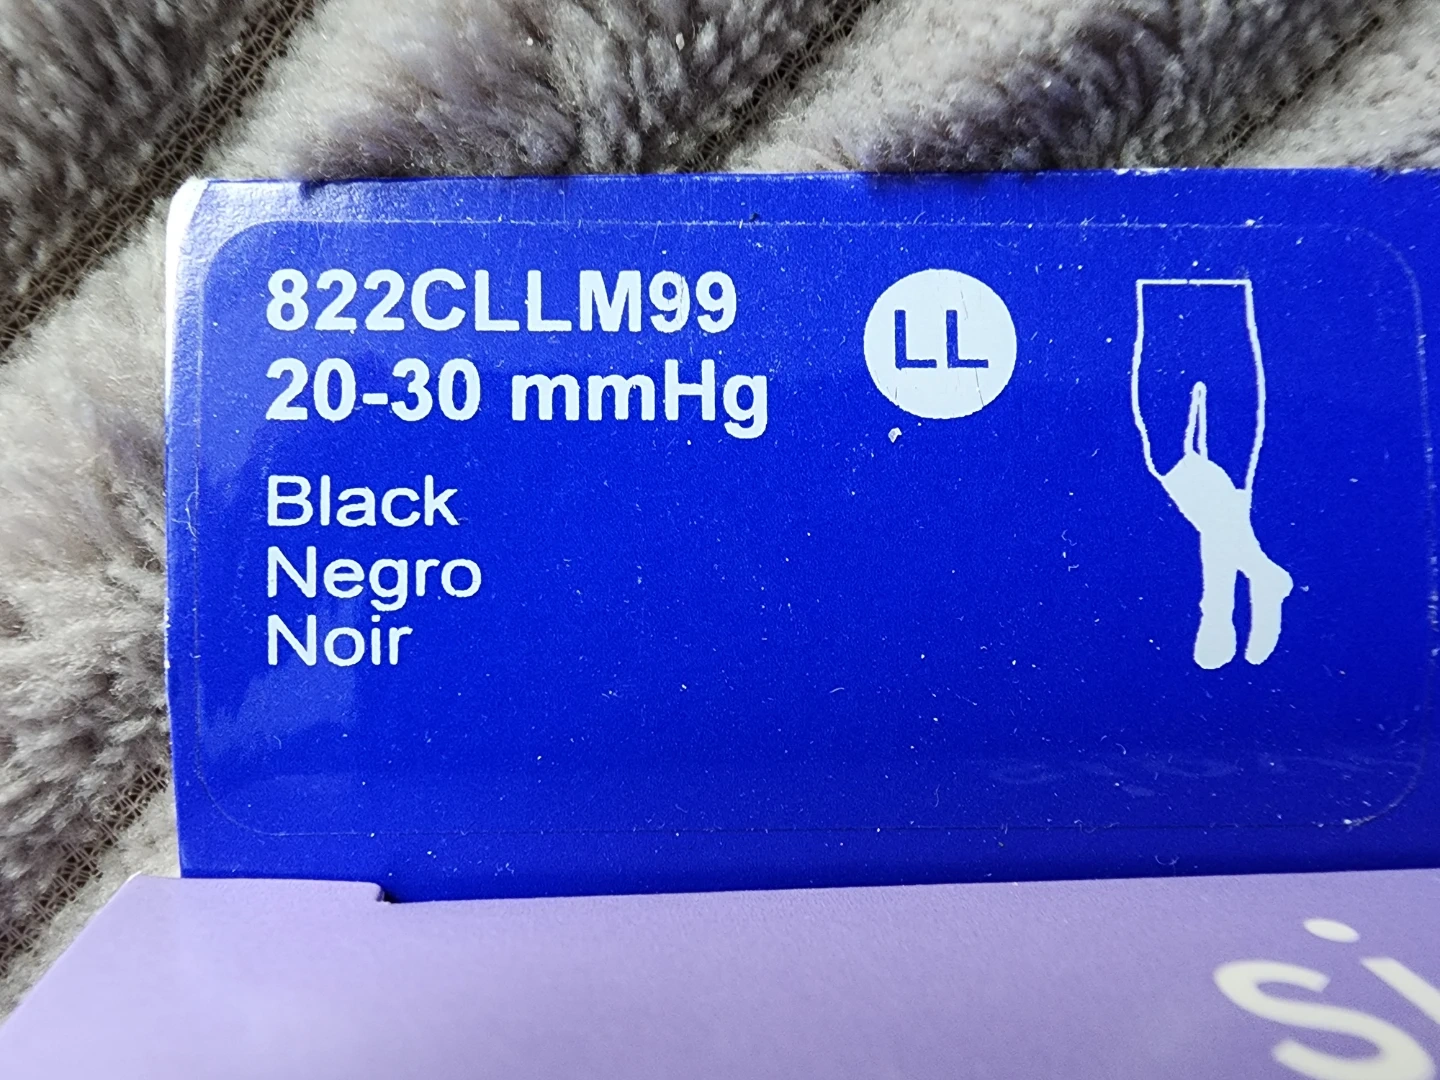 822CLLM99
20-30 mmHg
LL
Black
Negro
Noir